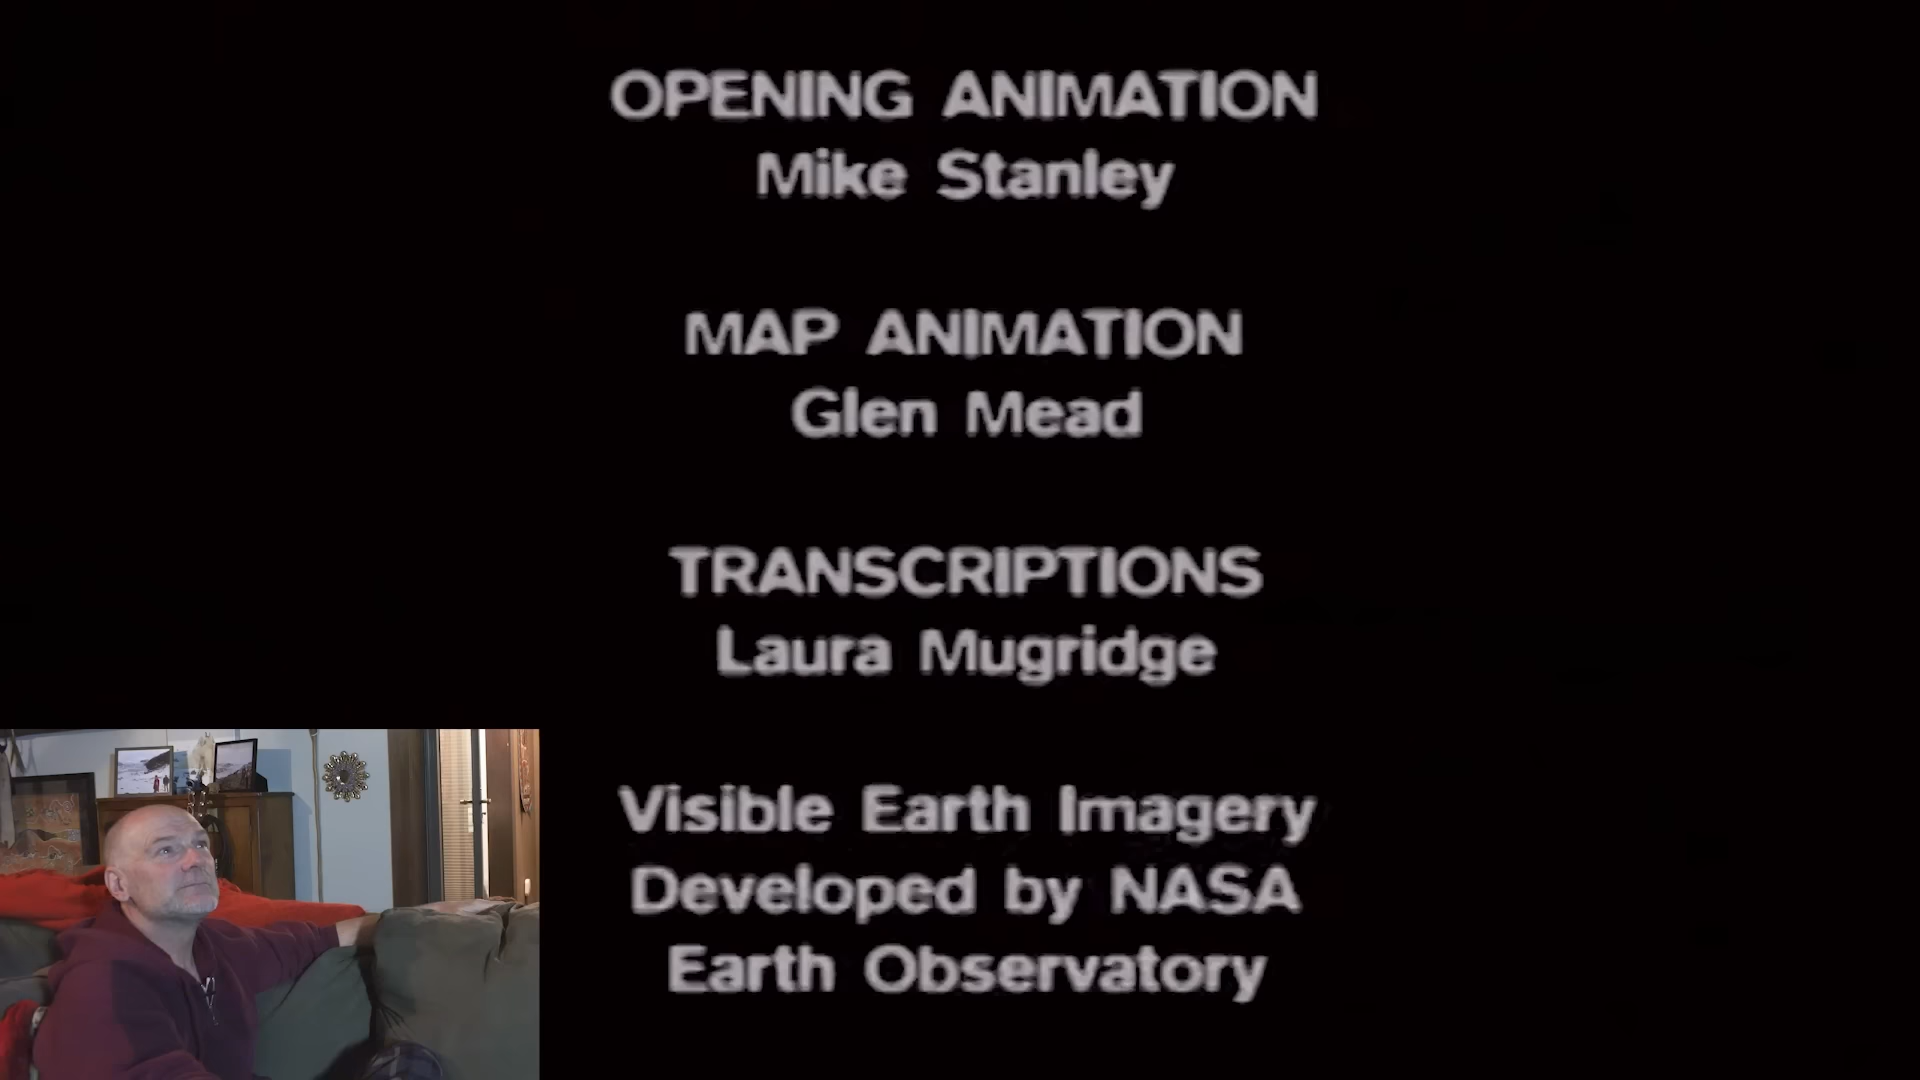 OPENING ANIMATION
Mike Stanley
MAP ANIMATION
Glen Mead
TRANSCRIPTIONS
Laura Mugridge
Visible Earth Imagery
Developed by NASA
Earth Observatory